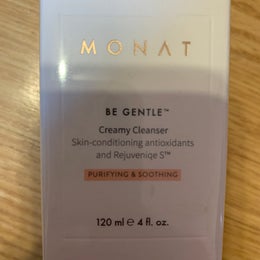 MONAT
BE GENTLE™
Creamy Cleanser
Skin-conditioning antioxidants
and Rejuveniqe S™
PURIFYING & SOOTHING
120 ml ℮ 4 fl. oz.